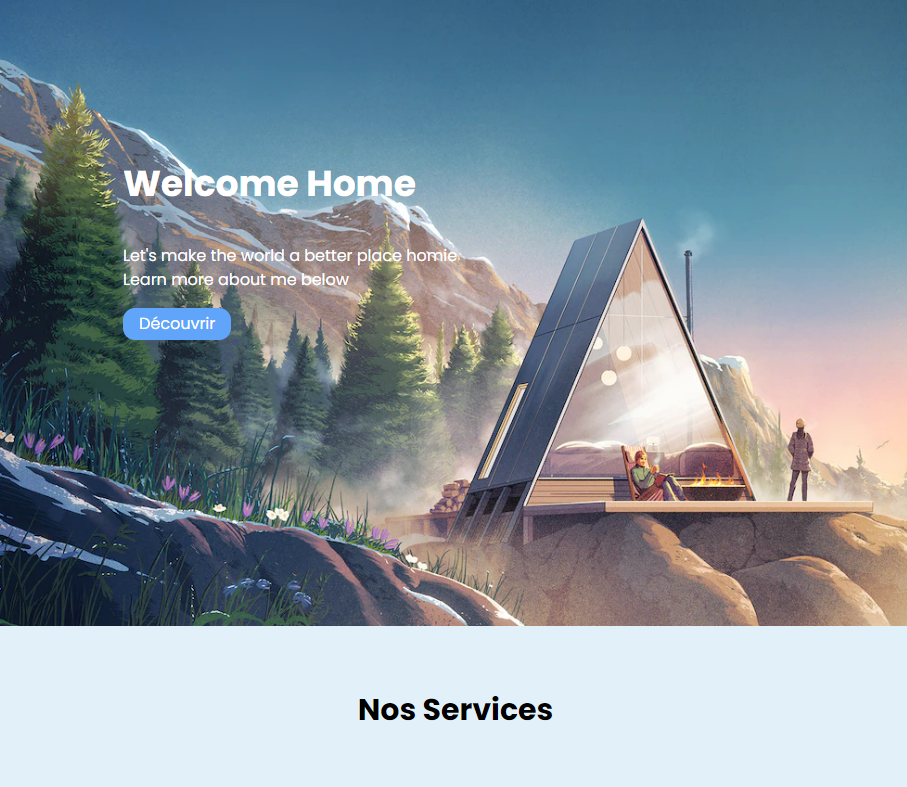 Welcome Home
Let's make the world a better place homie.
Learn more about me below
Découvrir
Nos Services